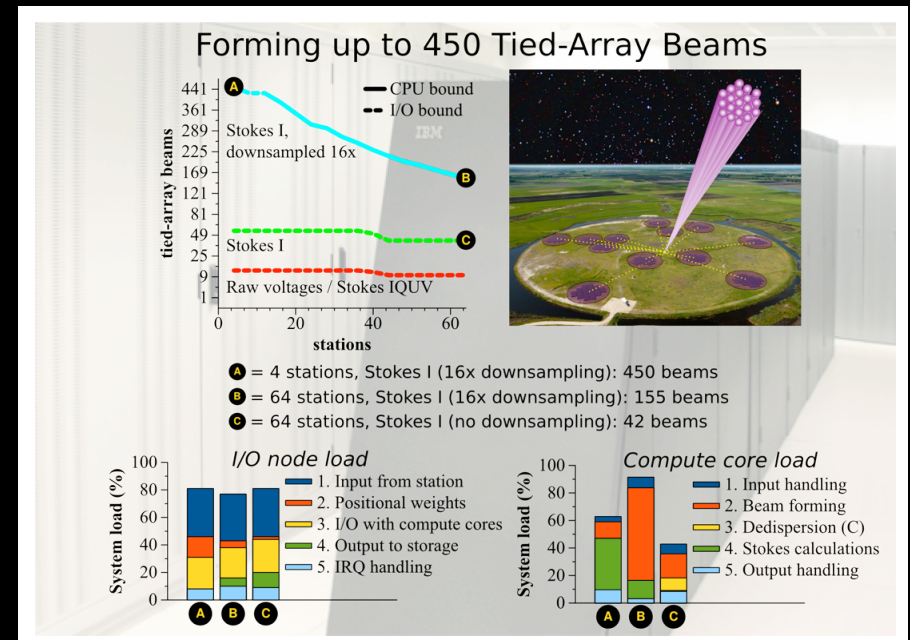 Forming up to 450 Tied-Array Beams
A
441
361
289
225
169
121
81
49
25
9
1
tied-array beams
CPU bound
I/O bound
IBM
Stokes I,
downsampled 16x
B
Stokes I
C
Raw voltages / Stokes IQUV
0 20 40 60
stations
A = 4 stations, Stokes I (16x downsampling): 450 beams
B = 64 stations, Stokes I (16x downsampling): 155 beams
C = 64 stations, Stokes I (no downsampling): 42 beams
I/O node load
System load (%)
100
80
60
40
20
0
1. Input from station
2. Positional weights
3. I/O with compute cores
4. Output to storage
5. IRQ handling
A B C
Compute core load
System load (%)
100
80
60
40
20
0
1. Input handling
2. Beam forming
3. Dedispersion (C)
4. Stokes calculations
5. Output handling
A B C